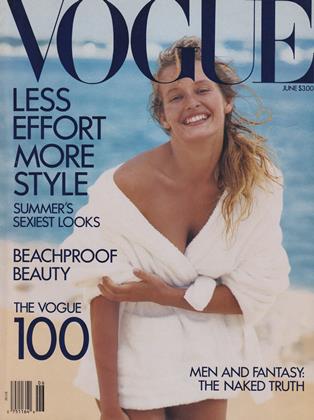 VOGUE
JUNE $3.00
LESS
EFFORT
MORE
STYLE
SUMMER'S
SEXIEST LOOKS
BEACHPROOF
BEAUTY
THE VOGUE
100
MEN AND FANTASY:
THE NAKED TRUTH
06